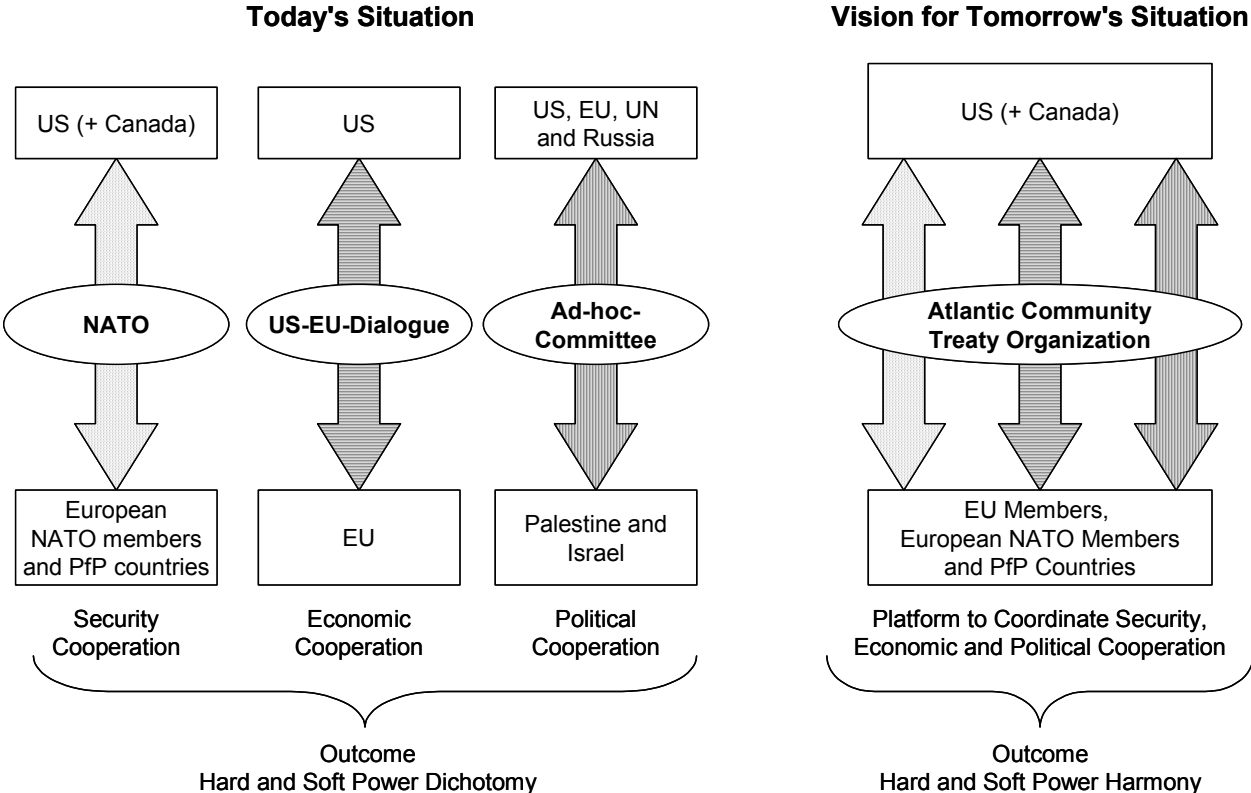 Today's Situation
US (+ Canada)
NATO
European
NATO members
and PfP countries
Security
Cooperation
US
US-EU-Dialogue
EU
Economic
Cooperation
US, EU, UN
and Russia
Ad-hoc-
Committee
Palestine and
Israel
Political
Cooperation
Outcome
Hard and Soft Power Dichotomy
Vision for Tomorrow's Situation
US (+ Canada)
Atlantic Community
Treaty Organization
EU Members,
European NATO Members
and PfP Countries
Platform to Coordinate Security,
Economic and Political Cooperation
Outcome
Hard and Soft Power Harmony